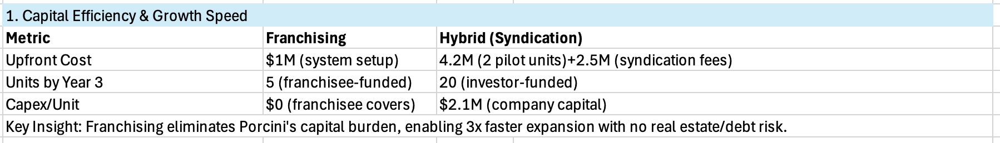 1. Capital Efficiency & Growth Speed
Metric Franchising Hybrid (Syndication)
Upfront Cost $1M (system setup) 4.2M (2 pilot units)+2.5M (syndication fees)
Units by Year 3 5 (franchisee-funded) 20 (investor-funded)
Capex/Unit $0 (franchisee covers) $2.1M (company capital)
Key Insight: Franchising eliminates Porcini's capital burden, enabling 3x faster expansion with no real estate/debt risk.